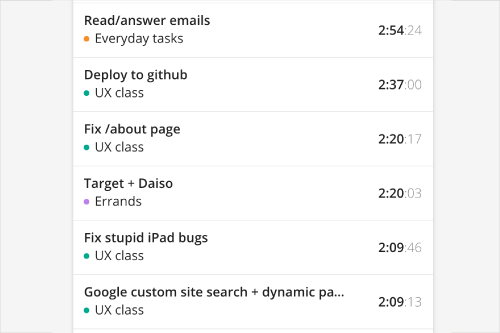 Read/answer emails
Everyday tasks
2:54:24
Deploy to github
UX class
2:37:00
Fix /about page
UX class
2:20:17
Target + Daiso
Errands
2:20:03
Fix stupid iPad bugs
UX class
2:09:46
Google custom site search + dynamic pa...
UX class
2:09:13